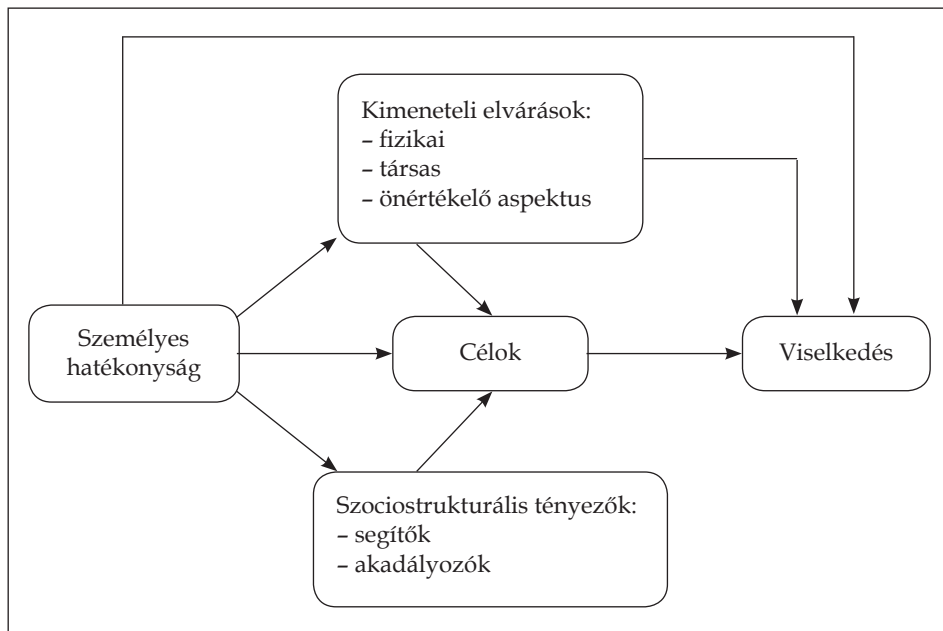 Kimeneteli elvárások:
– fizikai
– társas
– önértékelő aspektus
Személyes
hatékonyság
Célok
Viselkedés
Szociostrukturális tényezők:
– segítők
– akadályozók